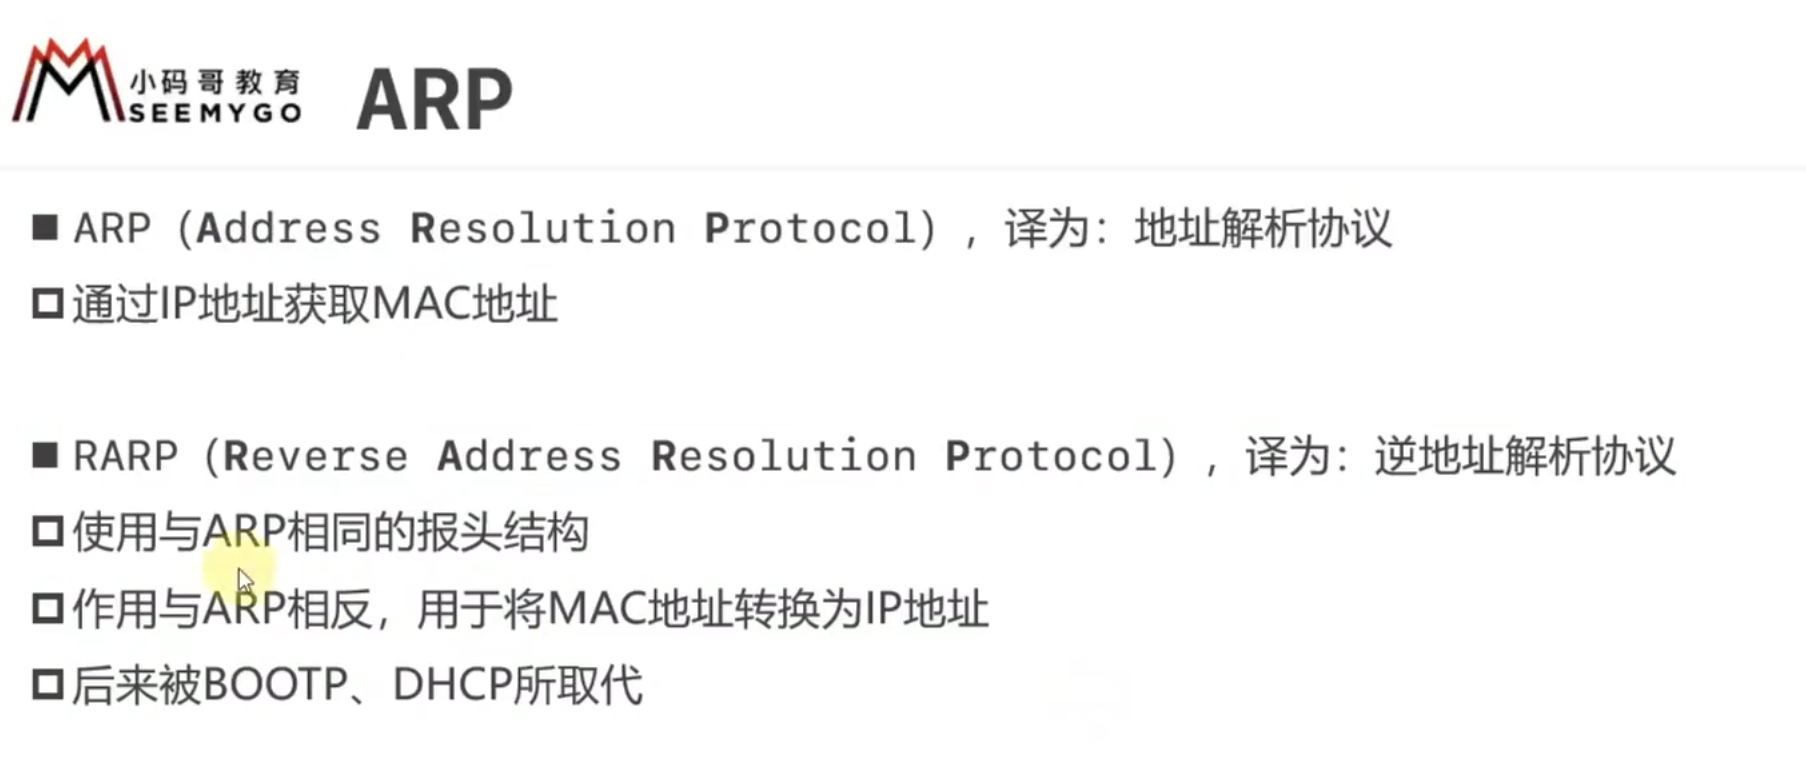 小码哥教育
SEEMYGO
ARP
ARP（Address Resolution Protocol），译为：地址解析协议
通过IP地址获取MAC地址
RARP（Reverse Address Resolution Protocol），译为：逆地址解析协议
使用与ARP相同的报头结构
作用与ARP相反，用于将MAC地址转换为IP地址
后来被BOOTP、DHCP所取代